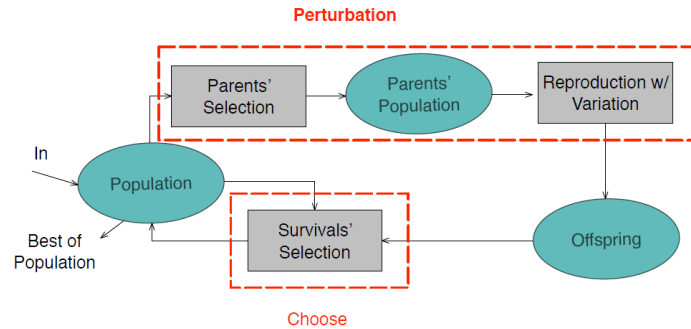 Perturbation
Parents'
Selection
Parents'
Population
Reproduction w/
Variation
In
Population
Best of
Population
Survivals'
Selection
Offspring
Choose